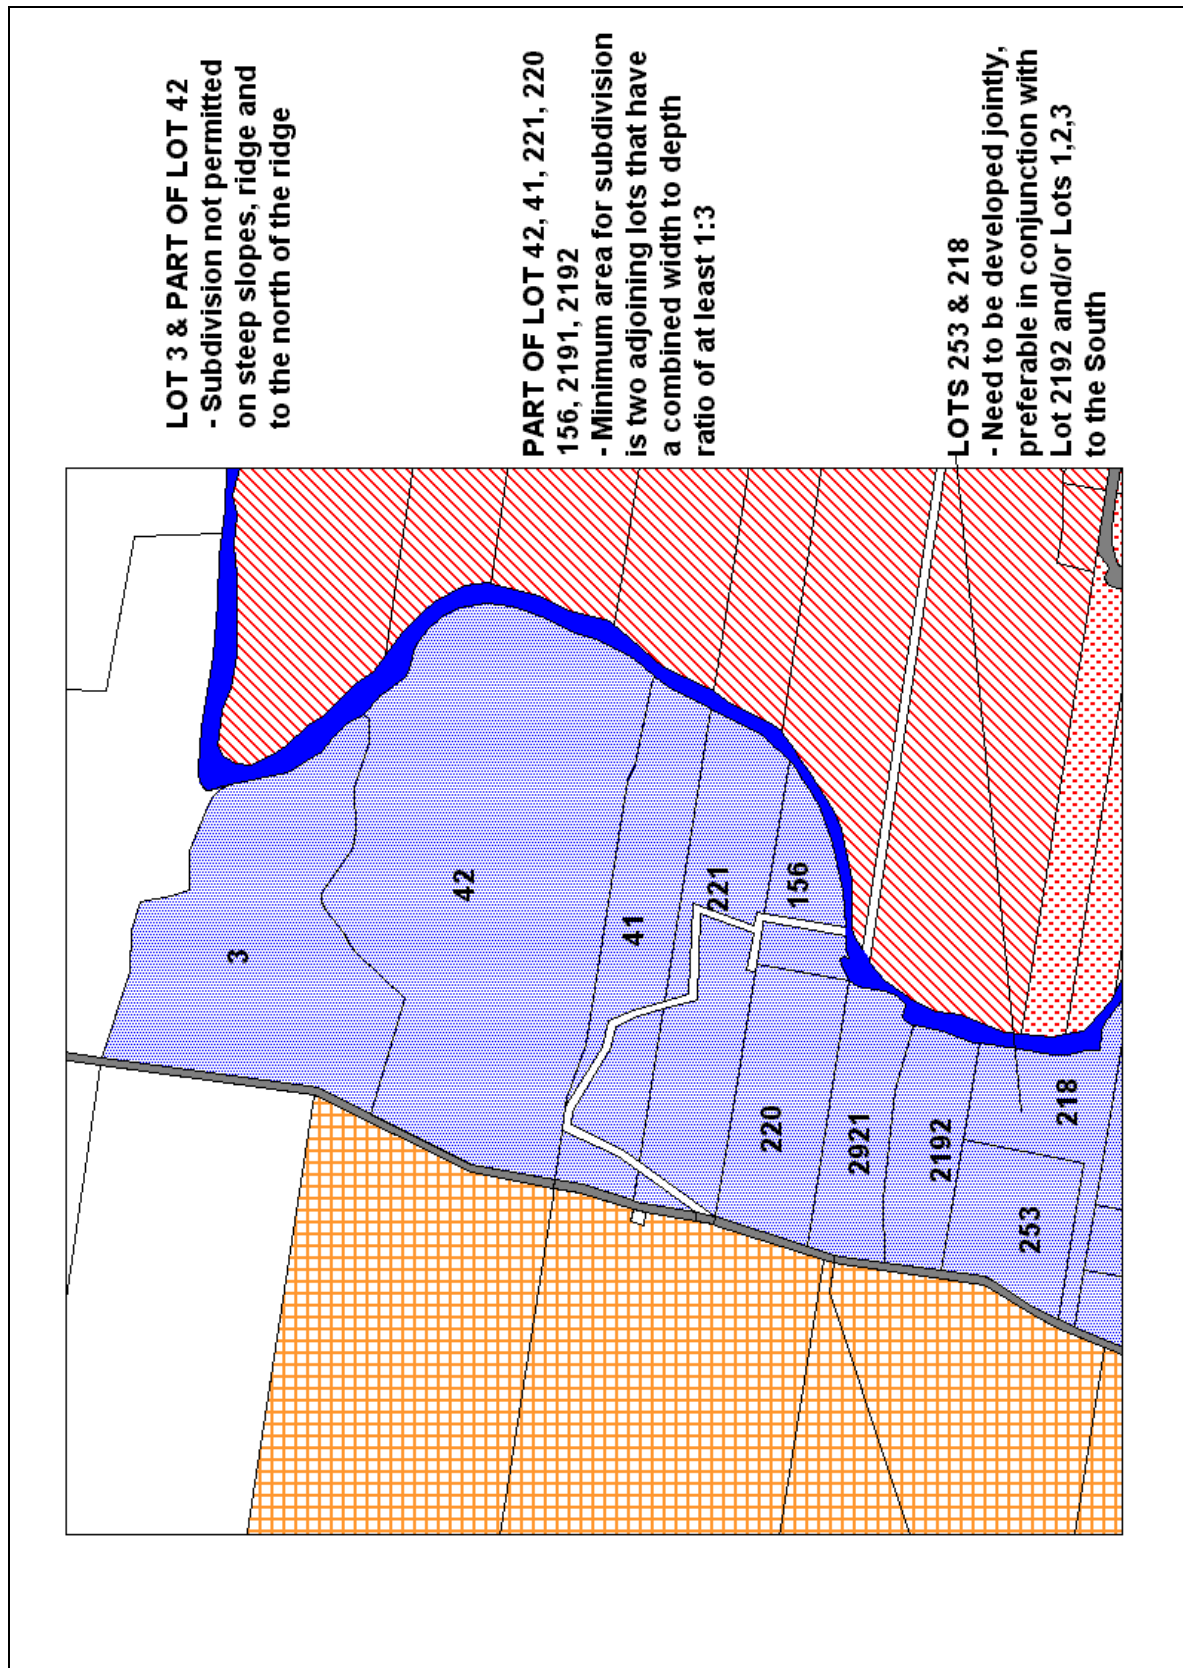 LOT 3 & PART OF LOT 42
- Subdivision not permitted
on steep slopes, ridge and
to the north of the ridge
PART OF LOT 42, 41, 221, 220
156, 2191, 2192
- Minimum area for subdivision
is two adjoining lots that have
a combined width to depth
ratio of at least 1:3
LOTS 253 & 218
- Need to be developed jointly,
preferable in conjunction with
Lot 2192 and/or Lots 1,2,3
to the South
3
42
41
221
156
220
2921
2192
218
253